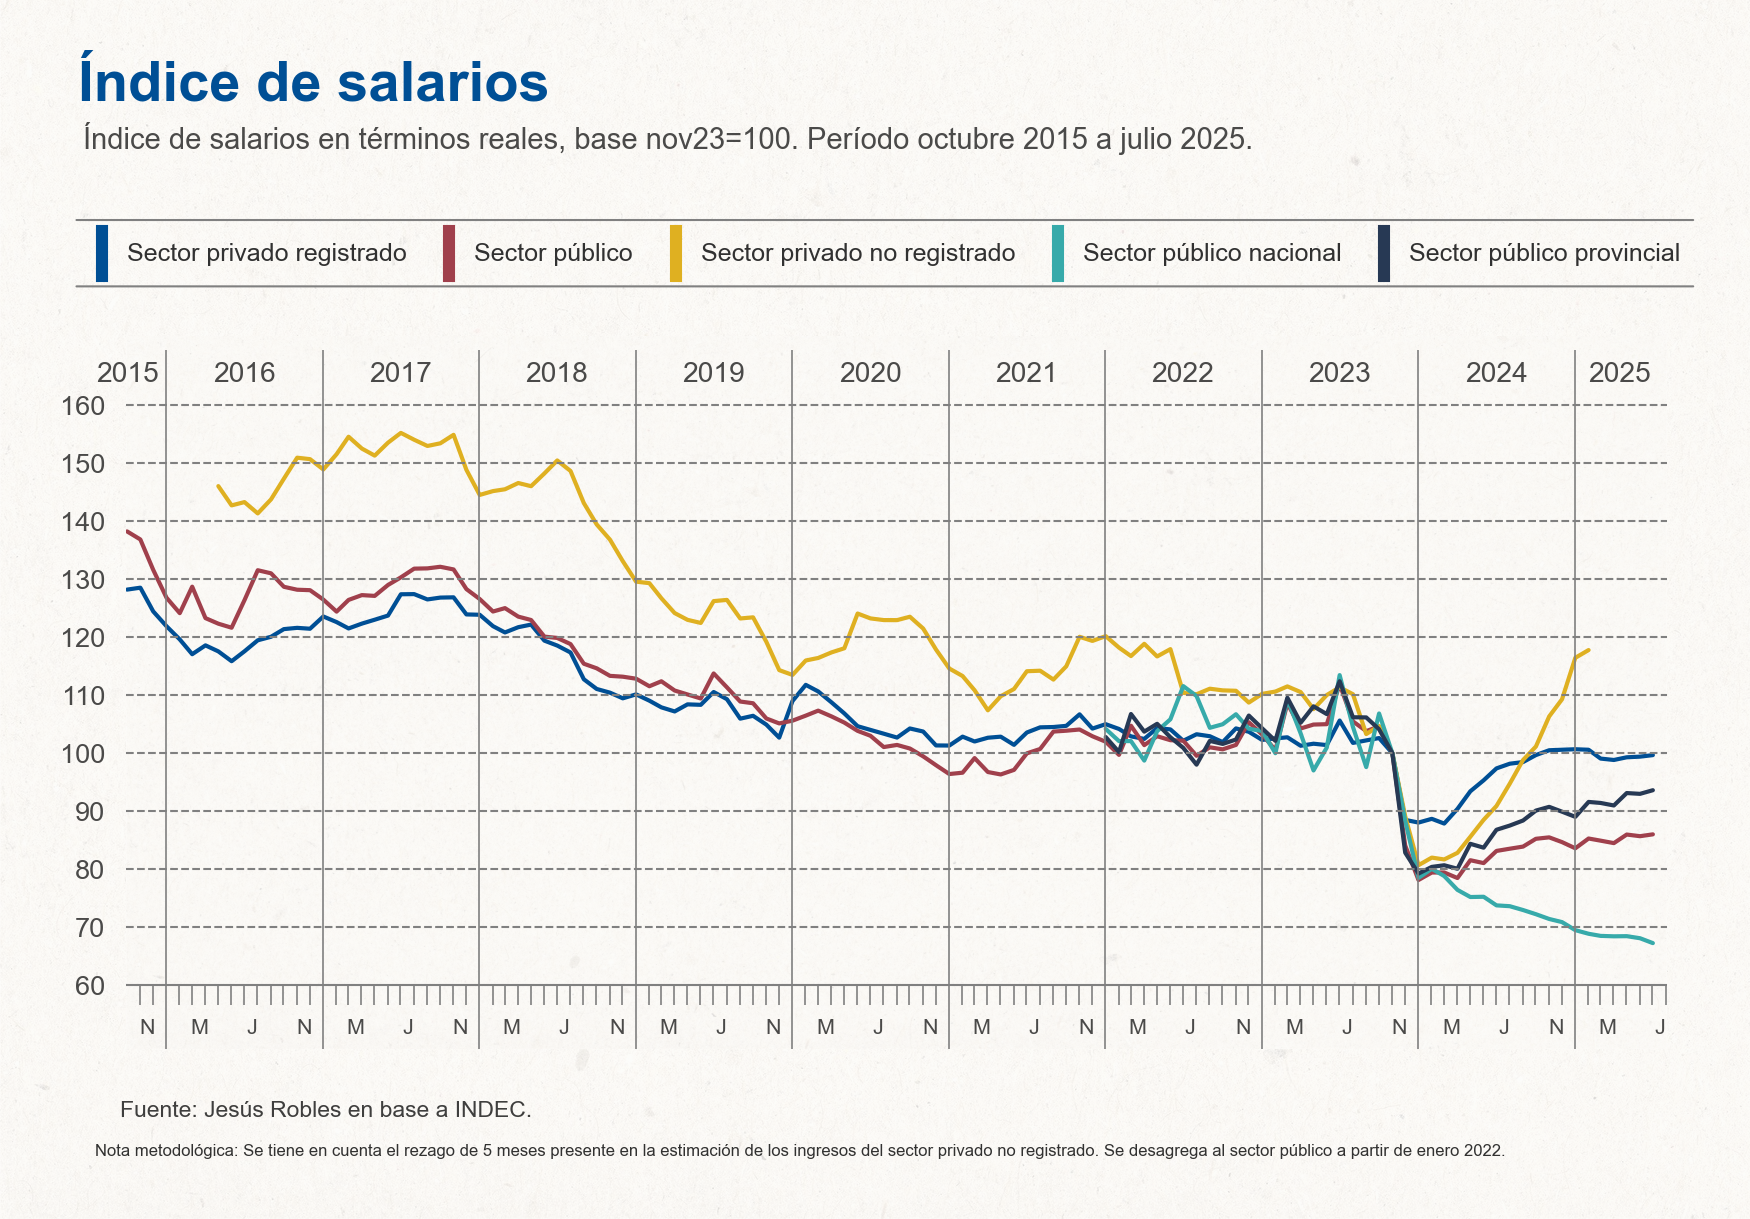 Índice de salarios
Índice de salarios en términos reales, base nov23=100. Período octubre 2015 a julio 2025.
Sector privado registrado Sector público Sector privado no registrado Sector público nacional Sector público provincial
2015 2016 2017 2018 2019 2020 2021 2022 2023 2024 2025
160
150
140
130
120
110
100
90
80
70
60
N M J N M J N M J N M J N M J N M J N M J N M J N M J N M J
Fuente: Jesús Robles en base a INDEC.
Nota metodológica: Se tiene en cuenta el rezago de 5 meses presente en la estimación de los ingresos del sector privado no registrado. Se desagrega al sector público a partir de enero 2022.